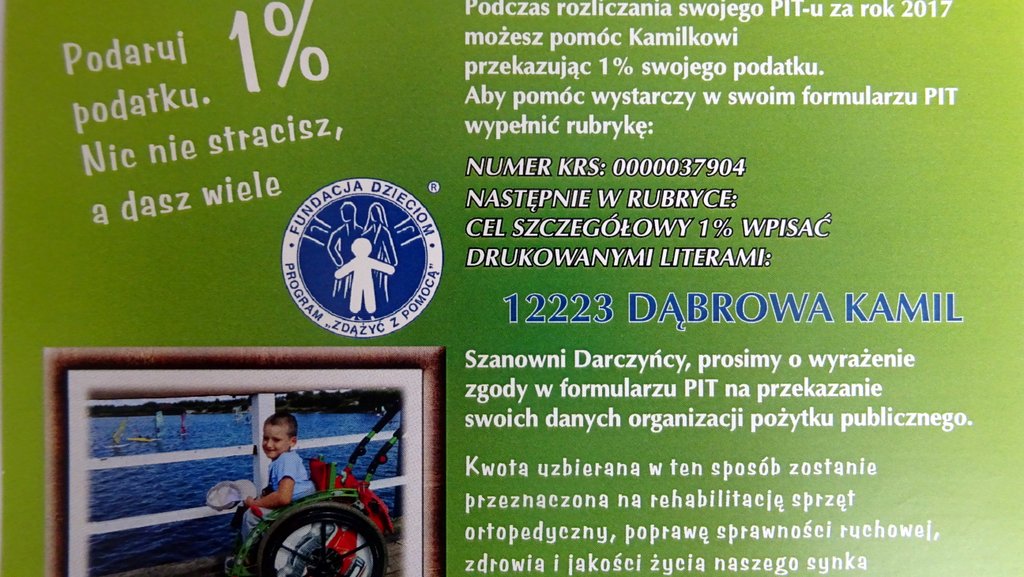 Podaruj 1%
podatku.
Nic nie stracisz,
a dasz wiele
FUNDACJA DZIECIOM
PROGRAM „ZDĄŻYĆ Z POMOCĄ”
®
Podczas rozliczania swojego PIT-u za rok 2017
możesz pomóc Kamilkowi
przekazując 1% swojego podatku.
Aby pomóc wystarczy w swoim formularzu PIT
wypełnić rubrykę:
NUMER KRS: 0000037904
NASTĘPNIE W RUBRYCE:
CEL SZCZEGÓŁOWY 1% WPISAĆ
DRUKOWANYMI LITERAMI:
12223 DĄBROWA KAMIL
Szanowni Darczyńcy, prosimy o wyrażenie
zgody w formularzu PIT na przekazanie
swoich danych organizacji pożytku publicznego.
Kwota uzbierana w ten sposób zostanie
przeznaczona na rehabilitację sprzęt
ortopedyczny, poprawę sprawności ruchowej,
zdrowia i jakości życia naszego synka